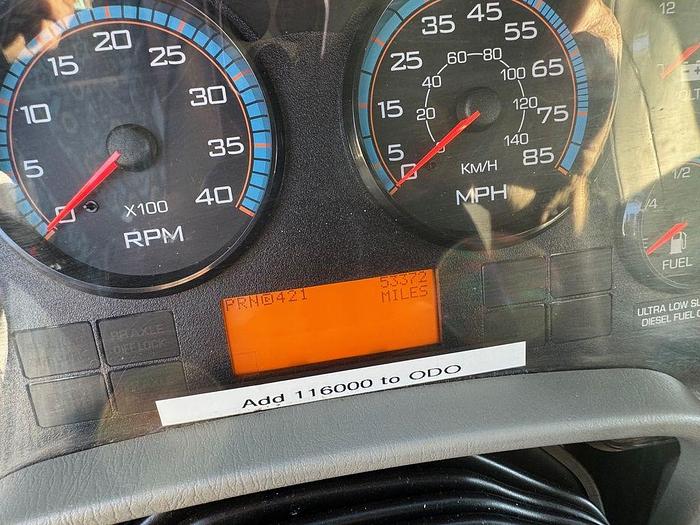 0
5
10
15
20
25
30
35
40
X100
RPM
0
5
15
25
35
45
55
65
75
85
20
40
60
80
100
120
140
KM/H
MPH
12
1/2
E
FUEL
ULTRA LOW
DIESEL FUEL
53372
PRND421 MILES
Add 116000 to ODO